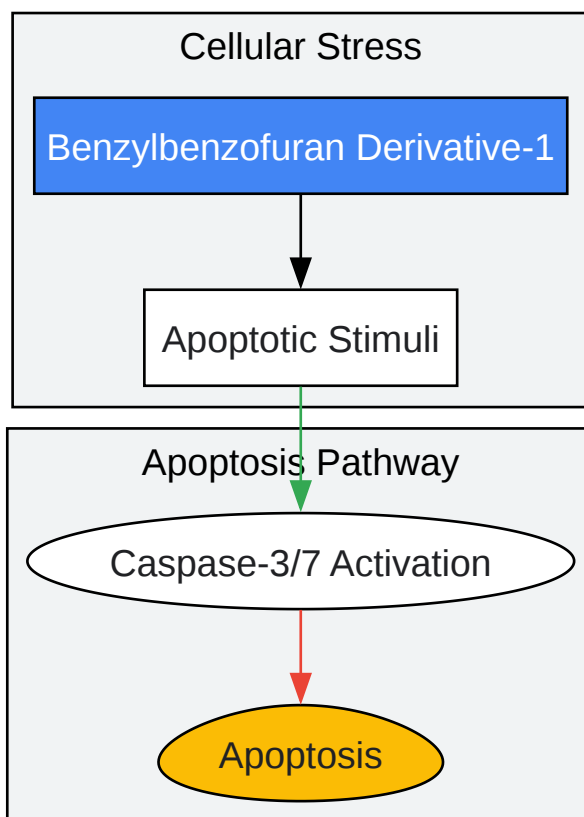 Cellular Stress
Benzylbenzofuran Derivative-1
Apoptotic Stimuli
Apoptosis Pathway
Caspase-3/7 Activation
Apoptosis